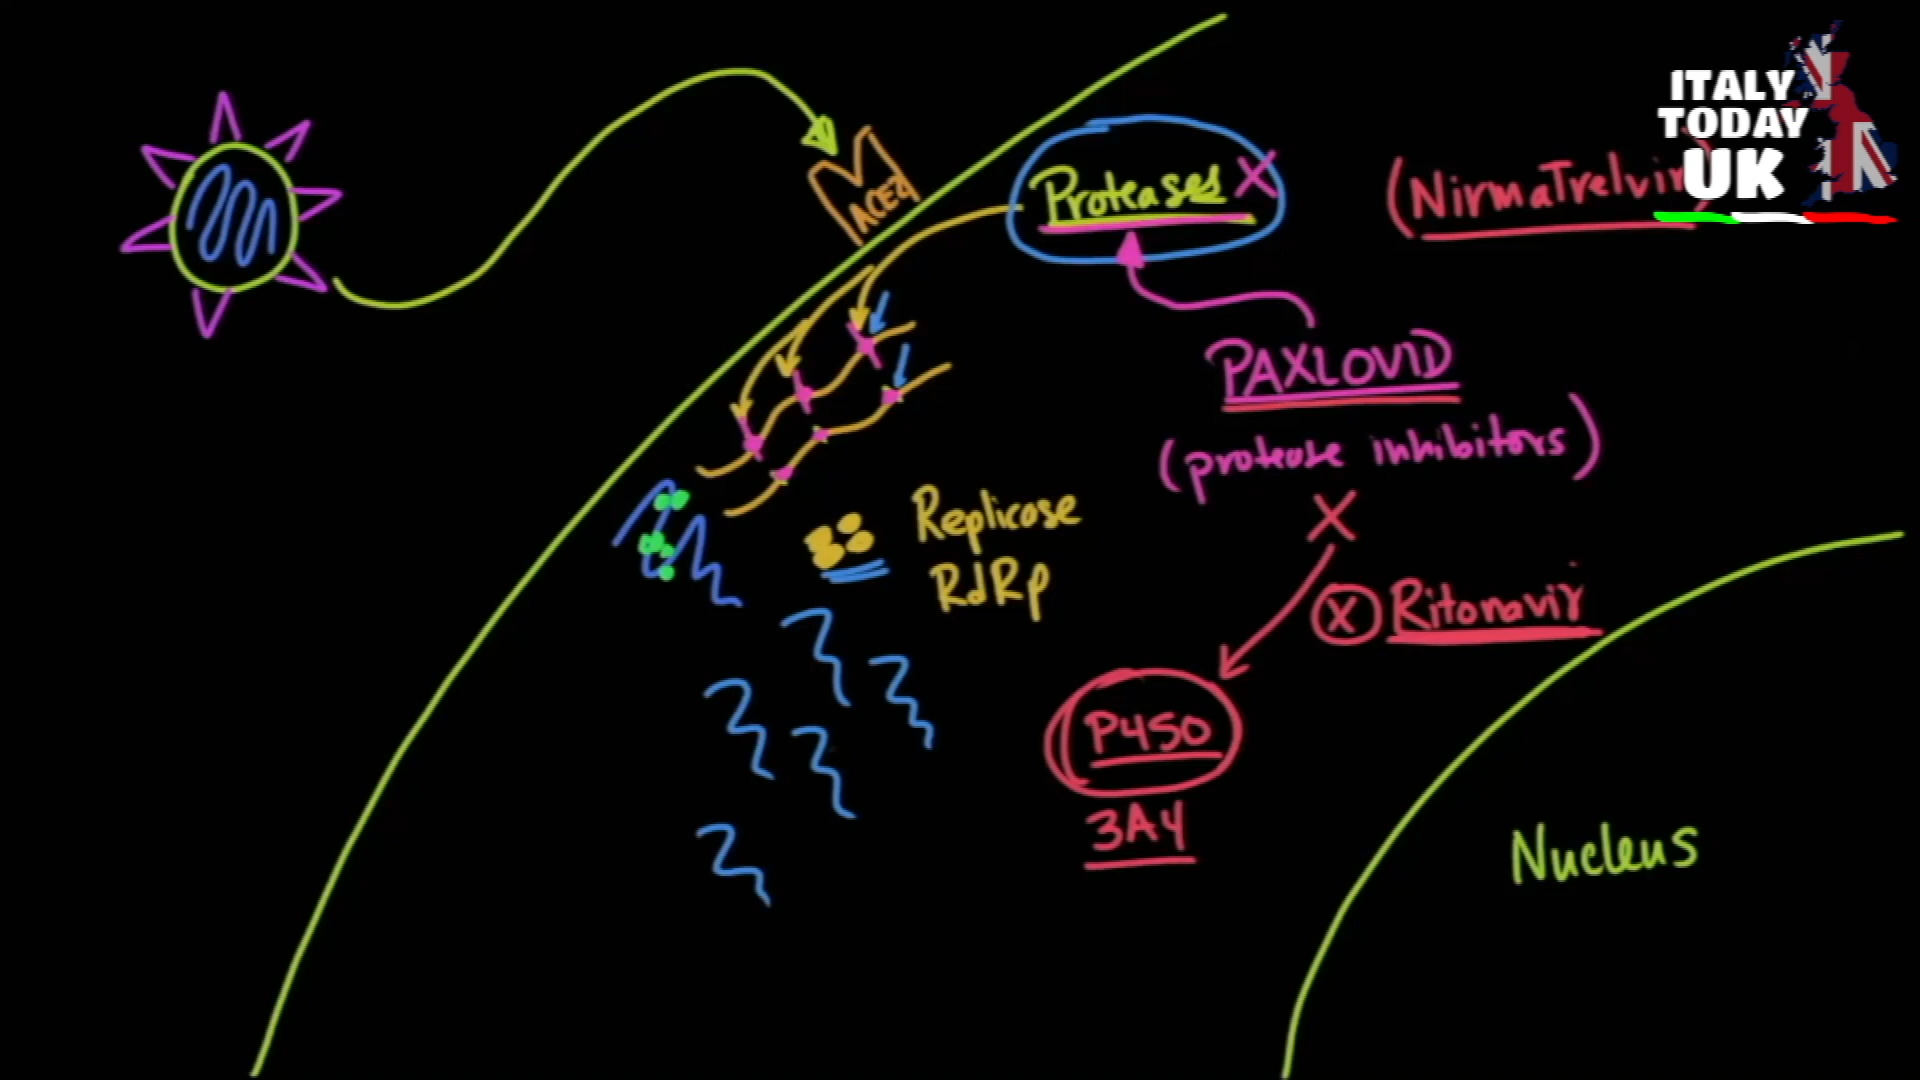 ITALY
TODAY
UK
ACE2
Proteases X
(Nirmatrelvir)
PAXLOVID
(protease inhibitors)
X
Replicase
RdRp
X Ritonavir
P450
3A4
Nucleus